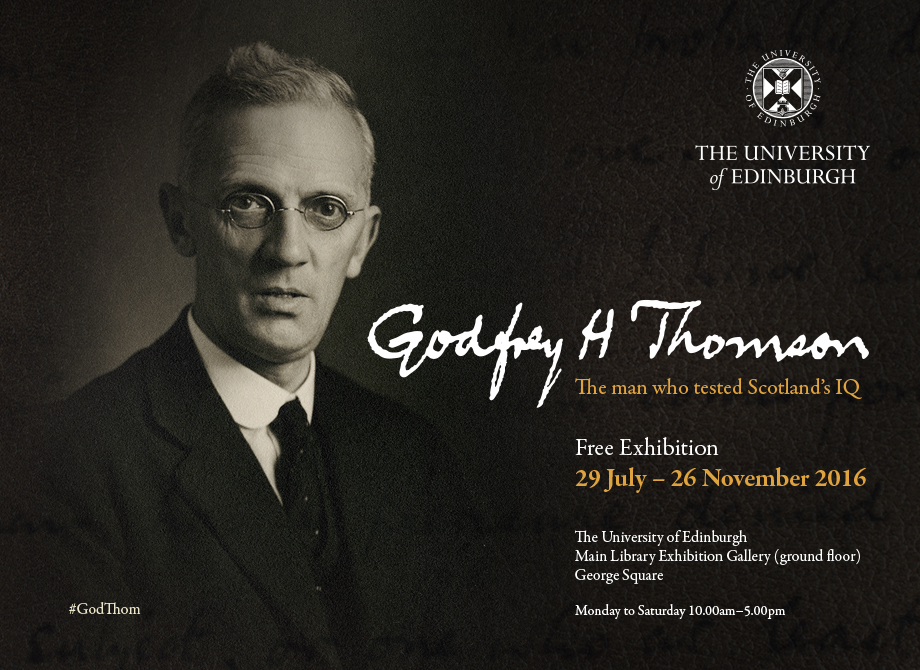 THE UNIVERSITY OF EDINBURGH
THE UNIVERSITY
of EDINBURGH
Godfrey H Thomson
The man who tested Scotland's IQ
Free Exhibition
29 July – 26 November 2016
The University of Edinburgh
Main Library Exhibition Gallery (ground floor)
George Square
#GodThom
Monday to Saturday 10.00am–5.00pm